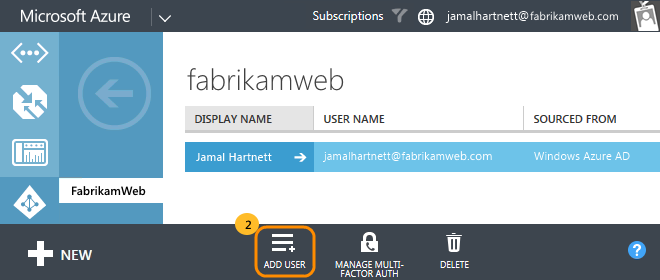 Microsoft Azure
Subscriptions
jamalhartnett@fabrikamweb.com
fabrikamweb
DISPLAY NAME USER NAME SOURCED FROM
Jamal Hartnett → jamalhartnett@fabrikamweb.com Windows Azure AD
FabrikamWeb
2
NEW
ADD USER
MANAGE MULTI-
FACTOR AUTH
DELETE
?